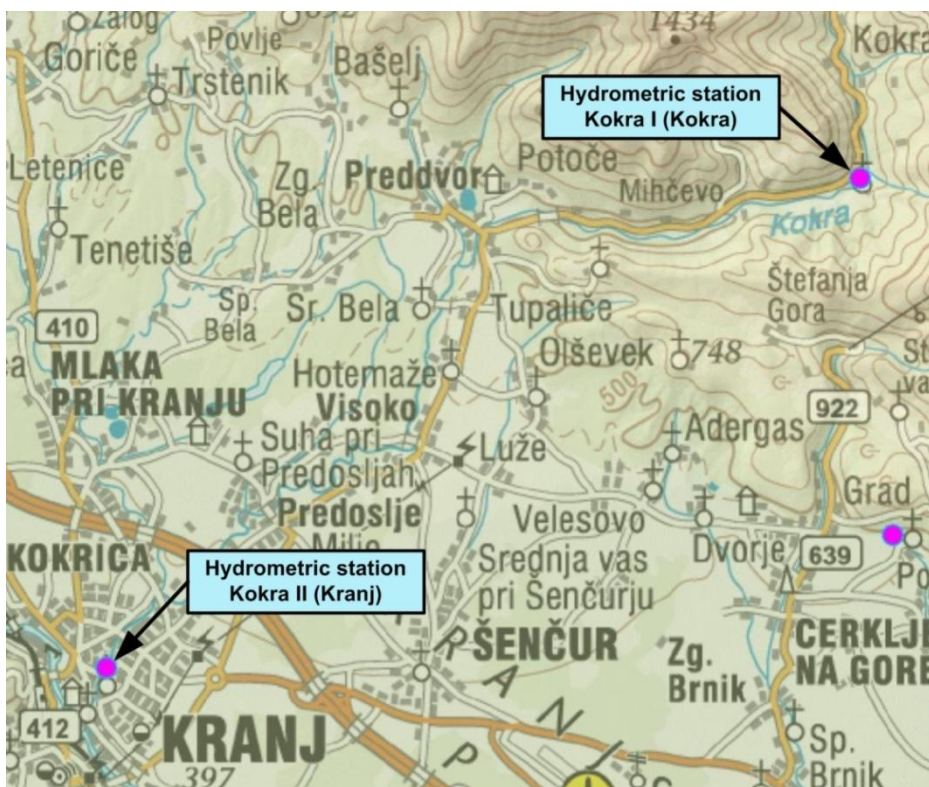 Zalog
1434
Goriče
Povlje
Bašelj
Kokra
Trstenik
Hydrometric station
Kokra I (Kokra)
Letenice
Zg.
Bela
Preddvor
Potoče
Mihčevo
Kokra
Tenetiše
Sp.
Bela
Sr. Bela
Tupaliče
Štefanja
Gora
410
MLAKA
PRI KRANJU
Hotemaže
Visoko
Olševek
748
500
922
Suha pri
Predosljah
Luže
Adergas
Predoslje
Velesovo
Grad
KOKRICA
Dvorje
639
Hydrometric station
Kokra II (Kranj)
Srednja vas
pri Šenčurju
ŠENČUR
Zg.
Brnik
CERKLJE
NA GORE
412
KRANJ
397
Sp.
Brnik